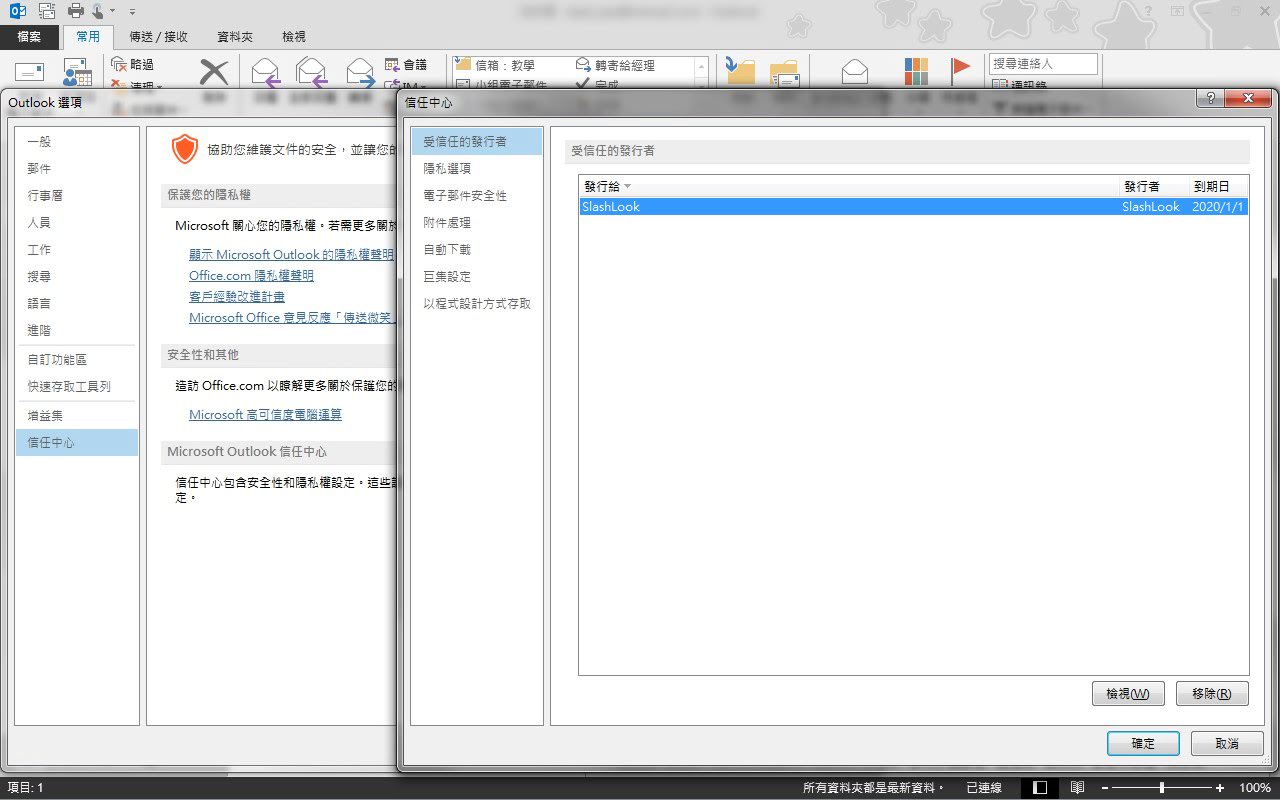 檔案
常用
傳送 / 接收
資料夾
檢視
略過
清理
會議
IM
信箱：教學
小組電子郵件
轉寄給經理
完成
搜尋連絡人
通訊錄
Outlook 選項
一般
郵件
行事曆
人員
工作
搜尋
語言
進階
自訂功能區
快速存取工具列
增益集
信任中心
協助您維護文件的安全，並讓您的
保護您的隱私權
Microsoft 關心您的隱私權。若需更多關於
顯示 Microsoft Outlook 的隱私權聲明
Office.com 隱私權聲明
客戶經驗改進計畫
Microsoft Office 意見反應「傳送微笑」
安全性和其他
造訪 Office.com 以瞭解更多關於保護您的
Microsoft 高可信度電腦運算
Microsoft Outlook 信任中心
信任中心包含安全性和隱私權設定。這些
定。
信任中心
受信任的發行者
隱私選項
電子郵件安全性
附件處理
自動下載
巨集設定
以程式設計方式存取
受信任的發行者
發行給 發行者 到期日
SlashLook SlashLook 2020/1/1
檢視(W) 移除(R)
確定 取消
項目: 1
所有資料夾都是最新資料。
已連線
100%